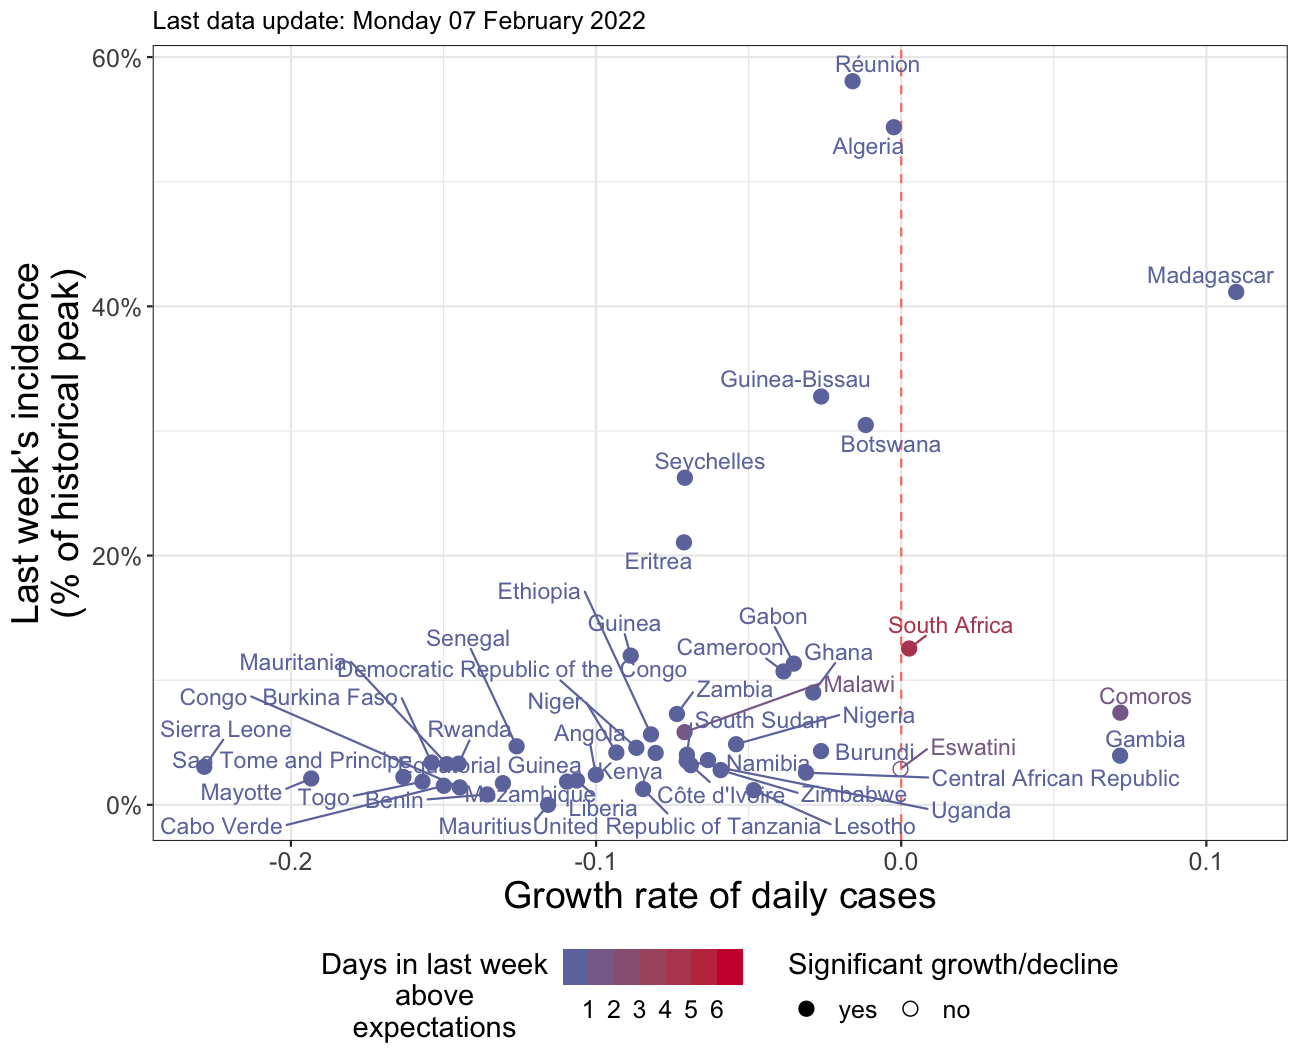 Last data update: Monday 07 February 2022
60%
40%
20%
0%
Last week's incidence
(% of historical peak)
Réunion
Algeria
Madagascar
Guinea-Bissau
Botswana
Seychelles
Eritrea
Ethiopia
Guinea
Gabon
South Africa
Senegal
Cameroon
Ghana
Mauritania
Democratic Republic of the Congo
Malawi
Zambia
Congo
Burkina Faso
Niger
Comoros
South Sudan
Nigeria
Sierra Leone
Rwanda
Angola
Gambia
Eswatini
Burundi
Sao Tome and Principe
Equatorial Guinea
Kenya
Namibia
Central African Republic
Mayotte
Togo
Benin
Mozambique
Côte d'Ivoire
Zimbabwe
Liberia
Uganda
Cabo Verde
Mauritius
United Republic of Tanzania
Lesotho
-0.2
-0.1
0.0
0.1
Growth rate of daily cases
Days in last week
above
expectations
1 2 3 4 5 6
Significant growth/decline
yes
no